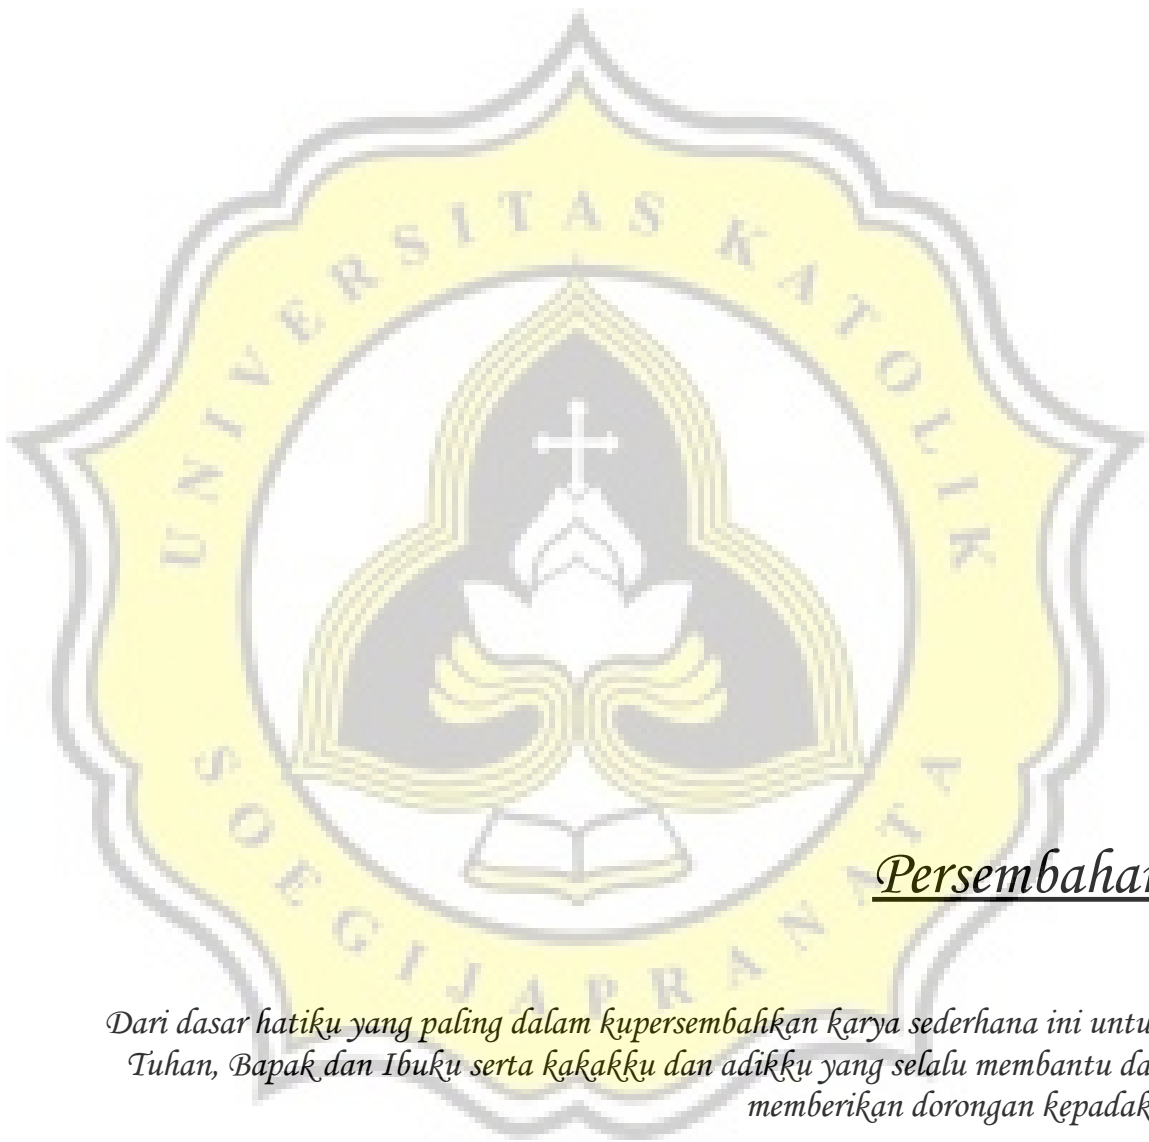 UNIVERSITAS KATOLIK
SOEGIJAPRANATA
Persembahan
Dari dasar hatiku yang paling dalam kupersembahkan karya sederhana ini untu
Tuhan, Bapak dan Ibuku serta kakakku dan adikku yang selalu membantu da
memberikan dorongan kepadak